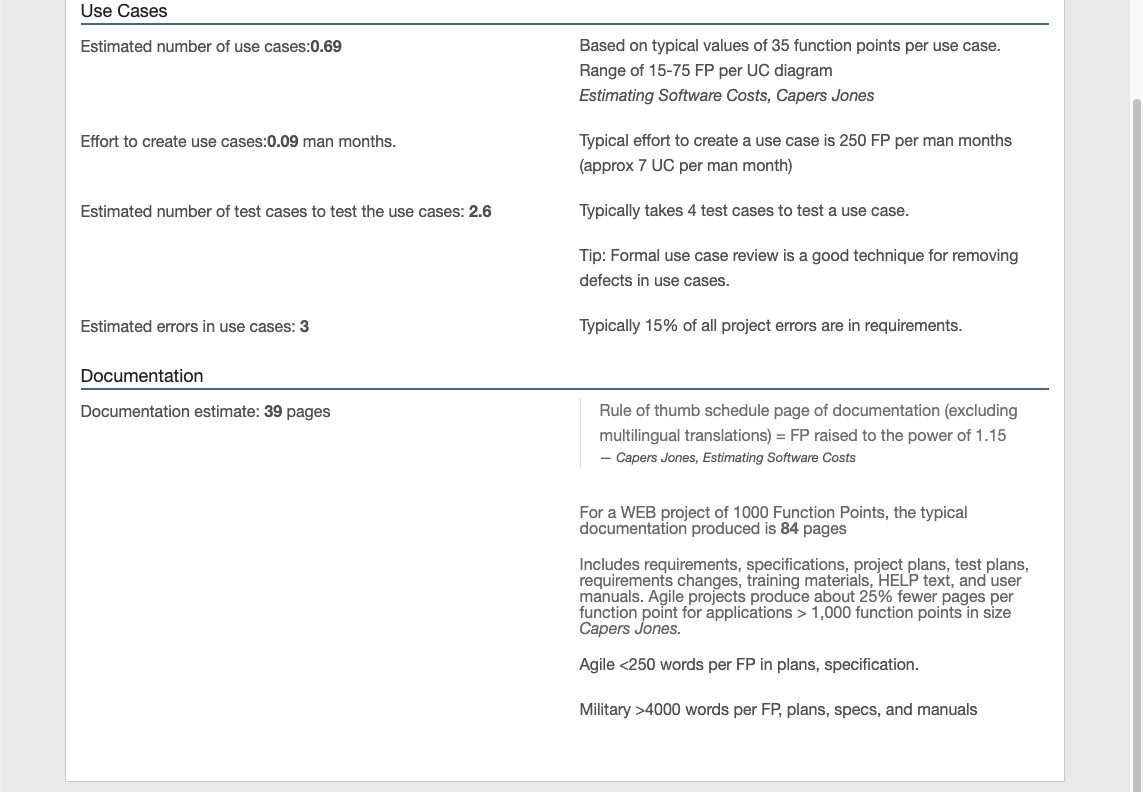 Use Cases
Estimated number of use cases:0.69
Based on typical values of 35 function points per use case.
Range of 15-75 FP per UC diagram
Estimating Software Costs, Capers Jones
Effort to create use cases:0.09 man months.
Typical effort to create a use case is 250 FP per man months
(approx 7 UC per man month)
Estimated number of test cases to test the use cases: 2.6
Typically takes 4 test cases to test a use case.
Tip: Formal use case review is a good technique for removing
defects in use cases.
Estimated errors in use cases: 3
Typically 15% of all project errors are in requirements.
Documentation
Documentation estimate: 39 pages
Rule of thumb schedule page of documentation (excluding
multilingual translations) = FP raised to the power of 1.15
— Capers Jones, Estimating Software Costs
For a WEB project of 1000 Function Points, the typical
documentation produced is 84 pages
Includes requirements, specifications, project plans, test plans,
requirements changes, training materials, HELP text, and user
manuals. Agile projects produce about 25% fewer pages per
function point for applications > 1,000 function points in size
Capers Jones.
Agile <250 words per FP in plans, specification.
Military >4000 words per FP, plans, specs, and manuals